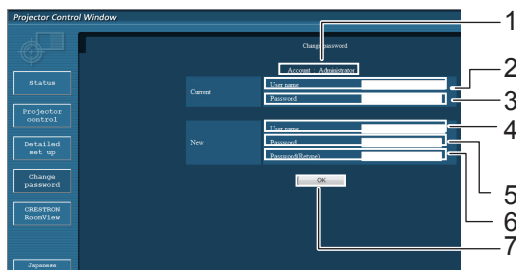 Projector Control Window
Change password
Account : Administrator
Current
User name
Password
New
User name
Password
Password(Retype)
OK
Status
Projector
control
Detailed
set up
Change
password
CRESTRON
RoomView
Japanese
1
2
3
4
5
6
7